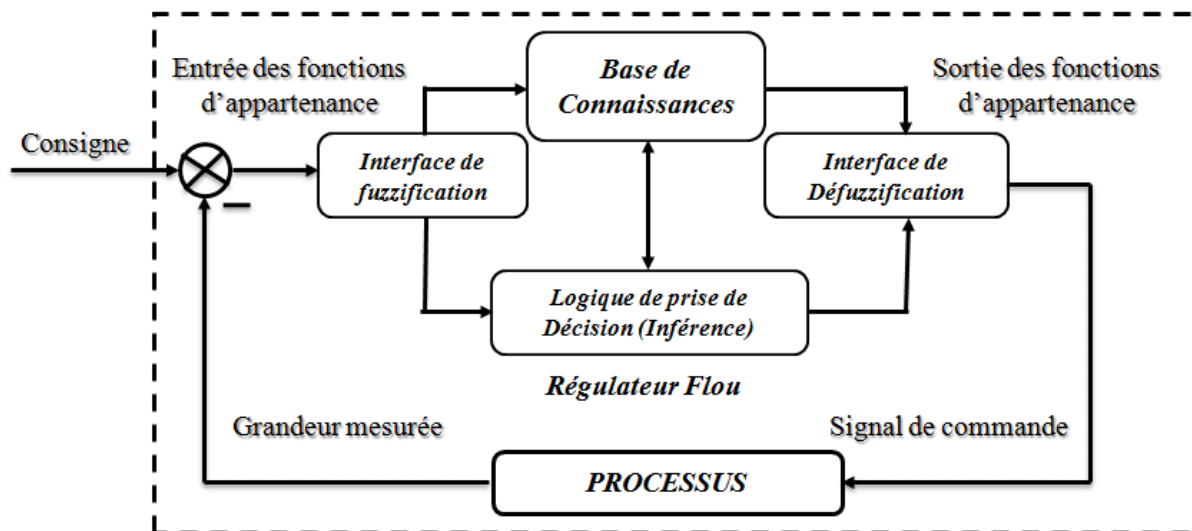 Entrée des fonctions
d'appartenance
Base de
Connaissances
Sortie des fonctions
d'appartenance
Consigne
Interface de
fuzzification
Interface de
Défuzzification
Logique de prise de
Décision (Inférence)
Régulateur Flou
Grandeur mesurée
Signal de commande
PROCESSUS